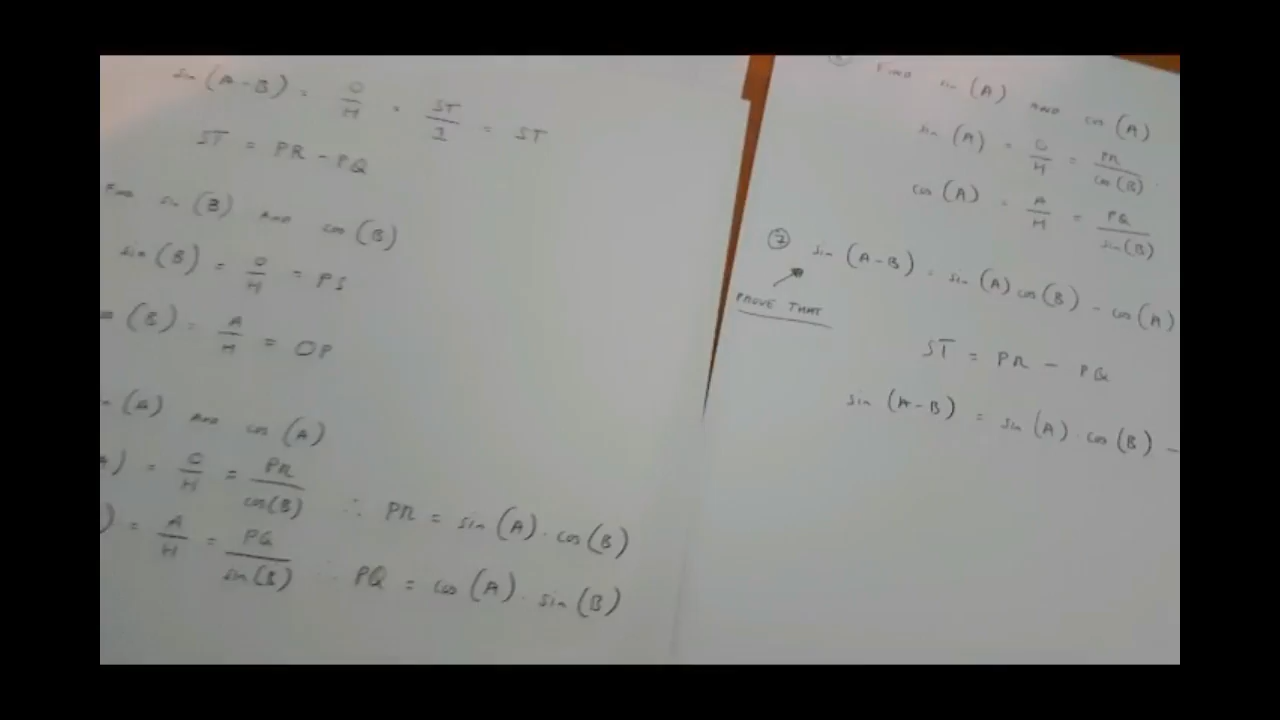 sin (A-B) = O/H = ST/1 = ST
ST = PR - PQ
FIND sin (B) AND cos (B)
sin (B) = O/H = PS
(B) = A/H = OP
(A) AND cos (A)
) = O/H = PR/cos(B) ∴ PR = sin (A) . cos (B)
) = A/H = PQ/sin(B) ∴ PQ = cos (A) . sin (B)
FIND sin (A) AND cos (A)
sin (A) = O/H = PR/cos(B) .
cos (A) = A/H = PQ/sin(B)
⑦ sin (A-B) = sin (A) cos (B) - cos (A)
PROVE THAT
ST = PR - PQ
sin (A-B) = sin (A) . cos (B) -